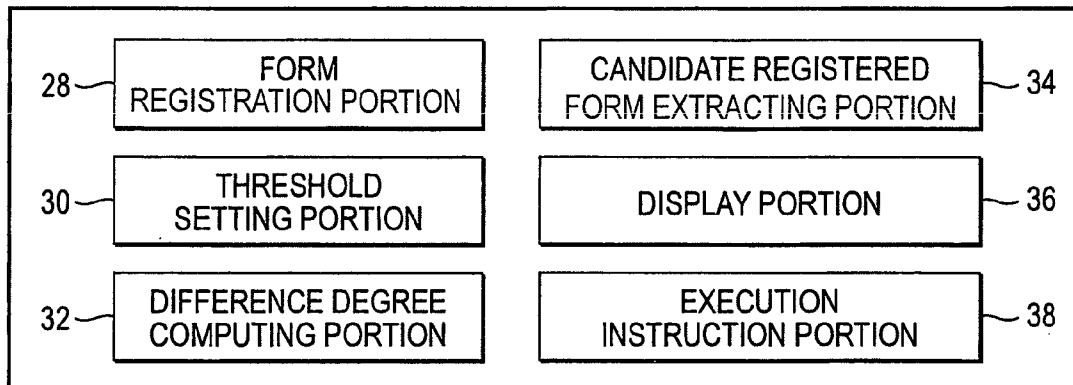 28
FORM
REGISTRATION PORTION
CANDIDATE REGISTERED
FORM EXTRACTING PORTION
34
30
THRESHOLD
SETTING PORTION
DISPLAY PORTION
36
32
DIFFERENCE DEGREE
COMPUTING PORTION
EXECUTION
INSTRUCTION PORTION
38